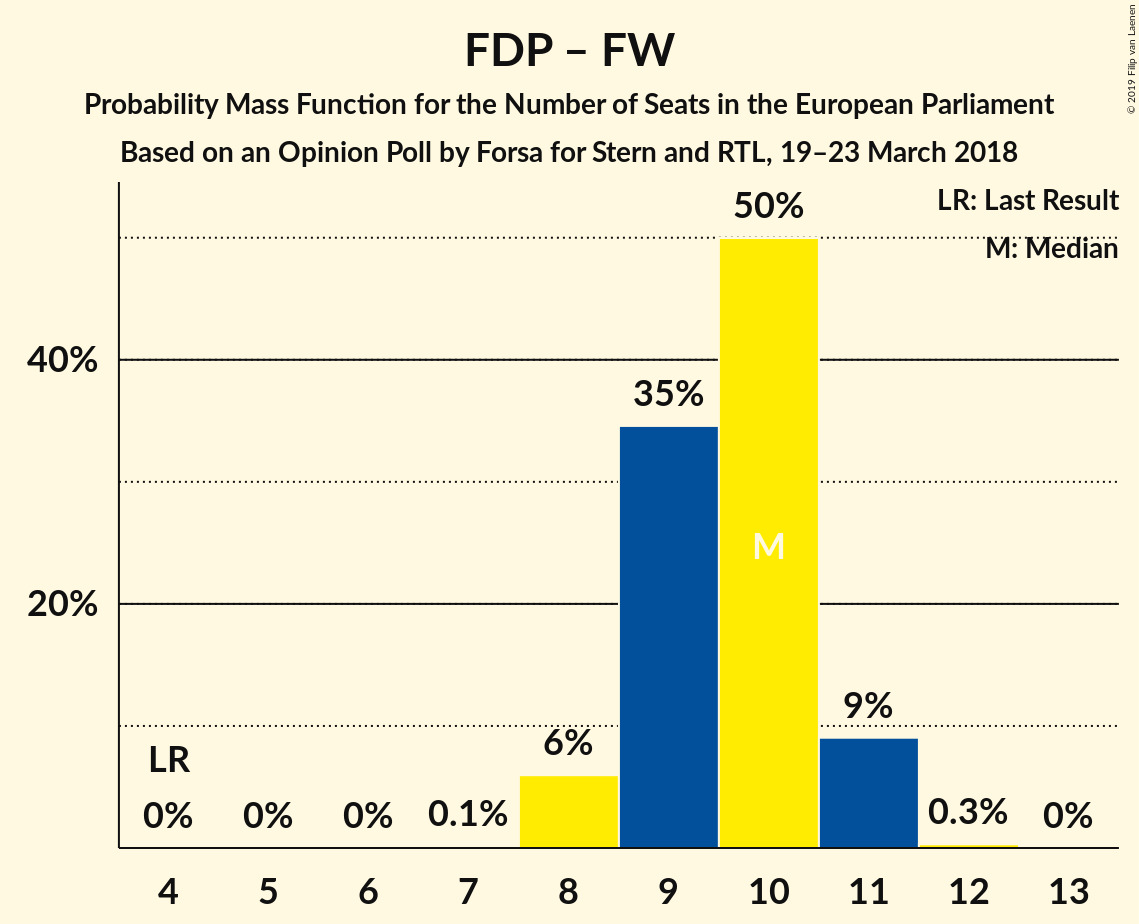 FDP – FW
Probability Mass Function for the Number of Seats in the European Parliament
Based on an Opinion Poll by Forsa for Stern and RTL, 19–23 March 2018
© 2019 Filip van Laenen
LR: Last Result
M: Median
50%
40%
35%
M
20%
9%
6%
LR
0% 0% 0% 0.1% 0.3% 0%
4 5 6 7 8 9 10 11 12 13